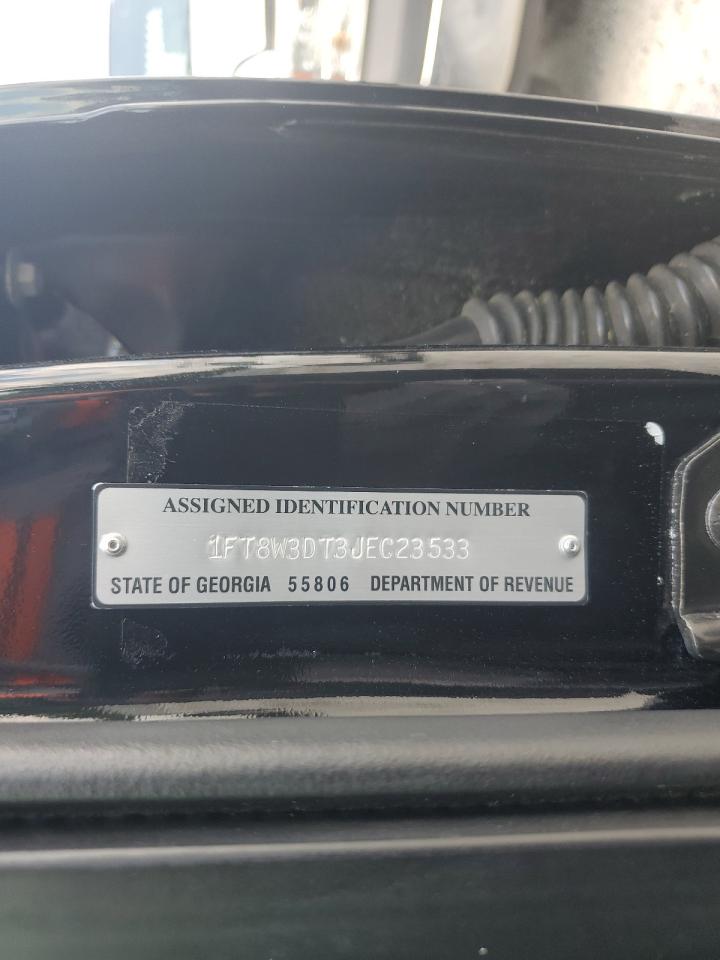 ASSIGNED IDENTIFICATION NUMBER
1FT8W3DT3JEC23533
STATE OF GEORGIA 55806 DEPARTMENT OF REVENUE